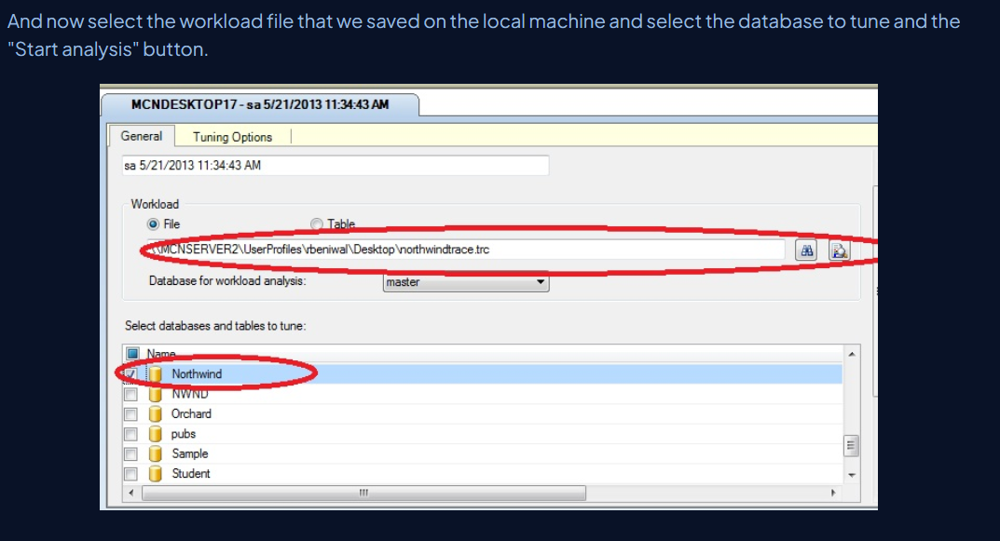 And now select the workload file that we saved on the local machine and select the database to tune and the
"Start analysis" button.
MCNDESKTOP17 - sa 5/21/2013 11:34:43 AM
General Tuning Options
sa 5/21/2013 11:34:43 AM
Workload
File Table
\\MCNSERVER2\UserProfiles\rbeniwal\Desktop\northwindtrace.trc
Database for workload analysis: master
Select databases and tables to tune:
Name
Northwind
NWND
Orchard
pubs
Sample
Student